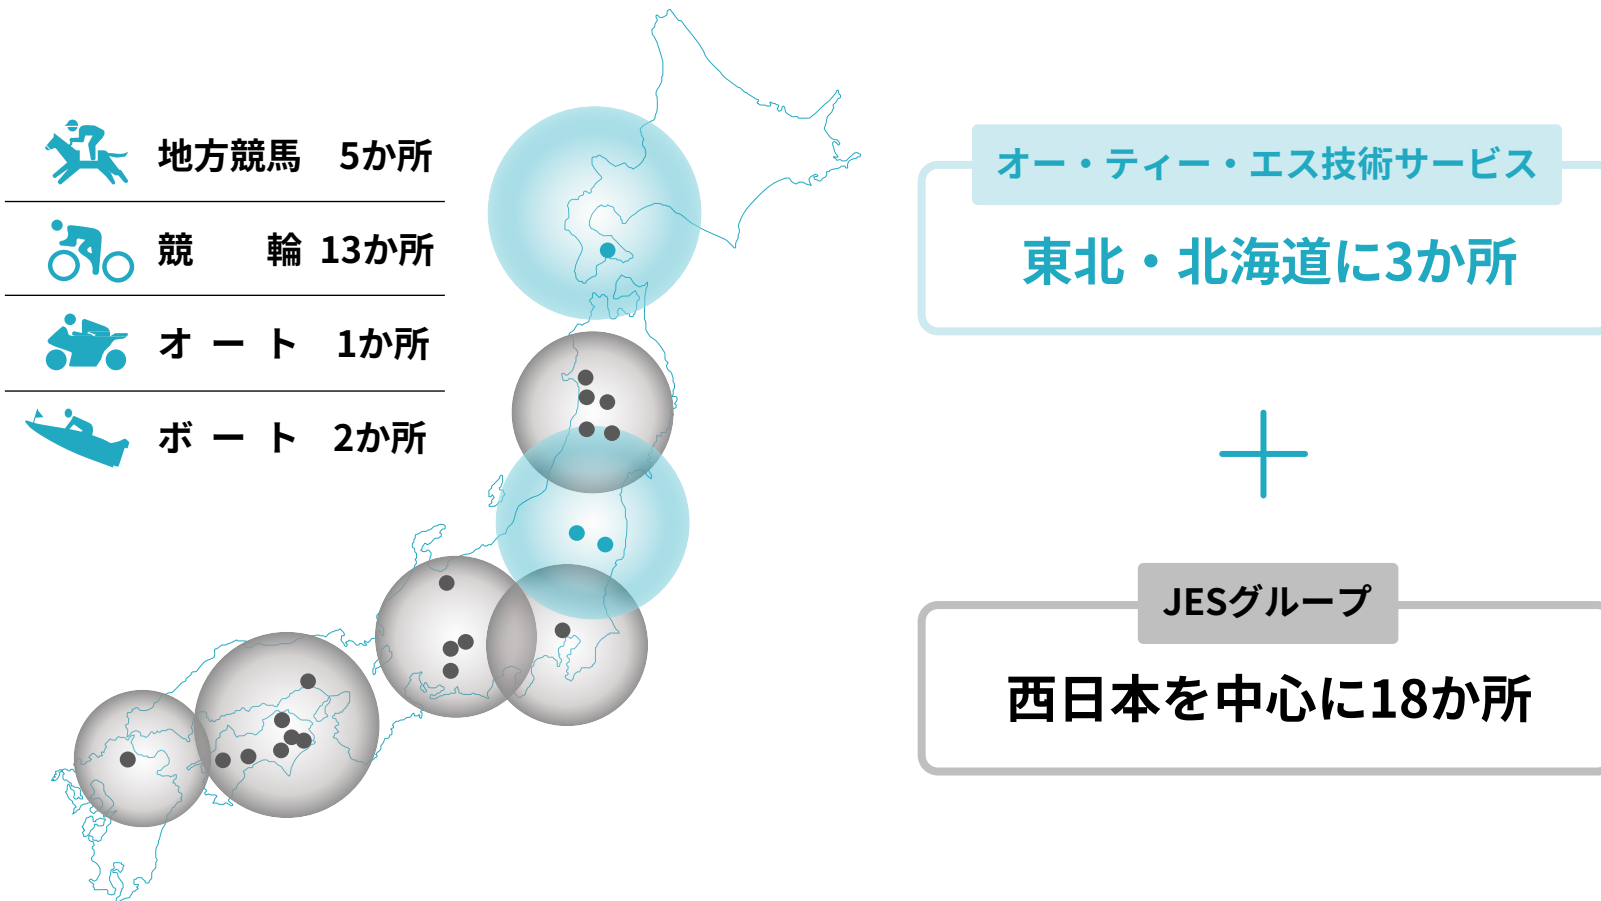 地方競馬 5か所
競 輪 13か所
オート 1か所
ボート 2か所
オー・ティー・エス技術サービス
東北・北海道に3か所
JESグループ
西日本を中心に18か所